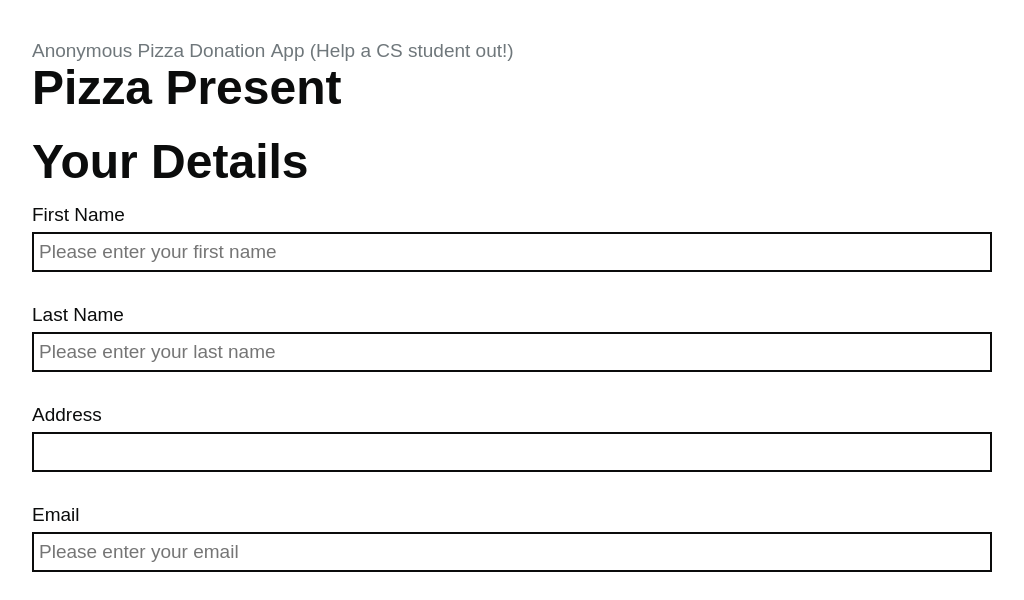 Anonymous Pizza Donation App (Help a CS student out!)
Pizza Present
Your Details
First Name
Please enter your first name
Last Name
Please enter your last name
Address
Email
Please enter your email